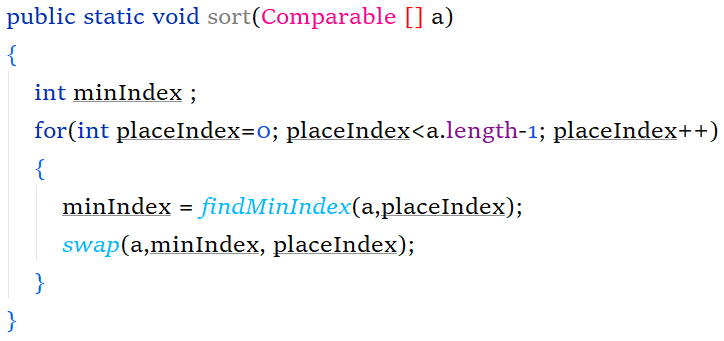 public static void sort(Comparable [] a)
{
int minIndex ;
for(int placeIndex=0; placeIndex<a.length-1; placeIndex++)
{
minIndex = findMinIndex(a,placeIndex);
swap(a,minIndex, placeIndex);
}
}